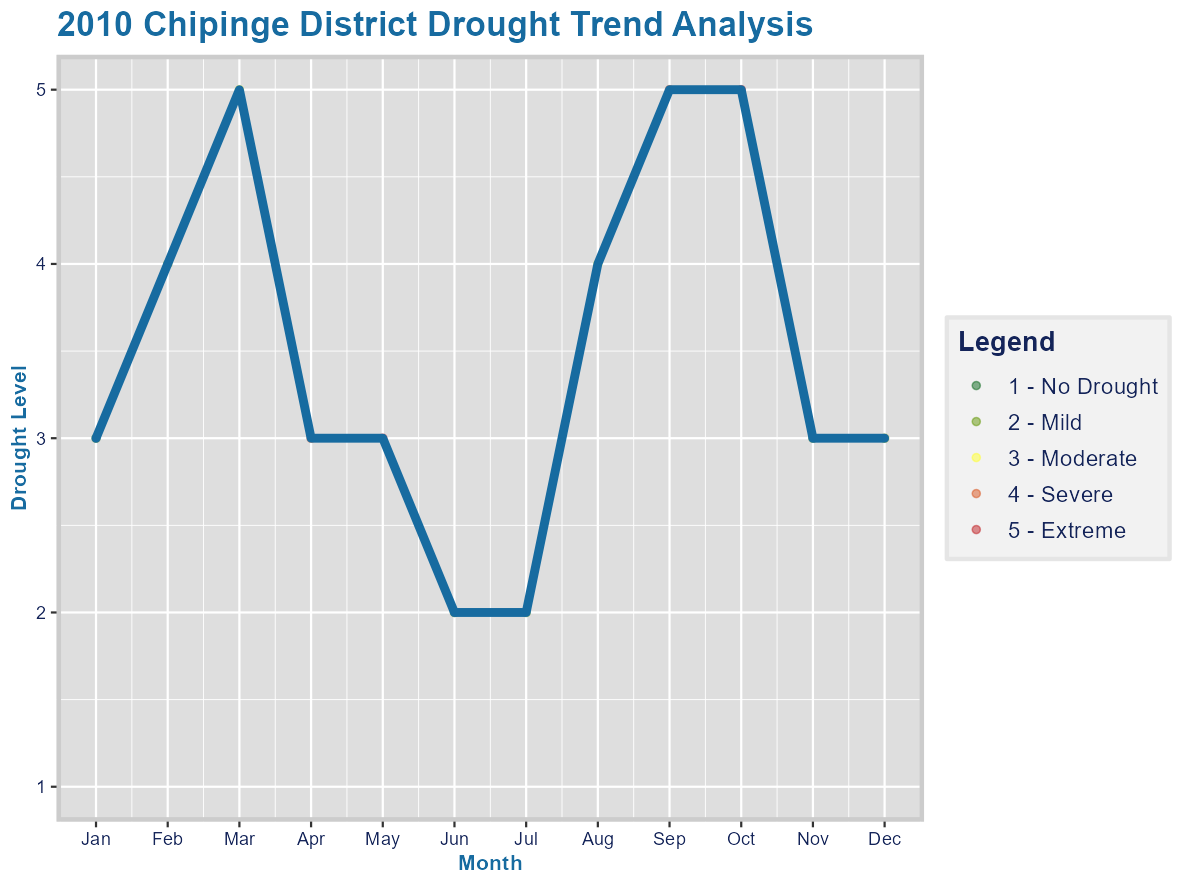 2010 Chipinge District Drought Trend Analysis
5
4
3
2
1
Drought Level
Jan Feb Mar Apr May Jun Jul Aug Sep Oct Nov Dec
Month
Legend
1 - No Drought
2 - Mild
3 - Moderate
4 - Severe
5 - Extreme